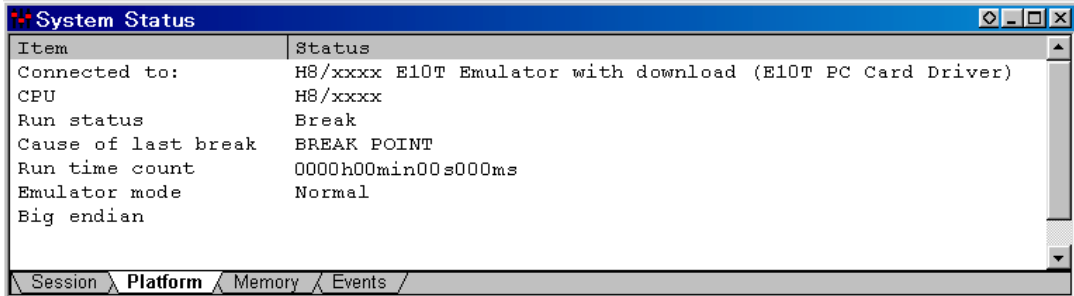 System Status
Item Status
Connected to: H8/xxxx E10T Emulator with download (E10T PC Card Driver)
CPU H8/xxxx
Run status Break
Cause of last break BREAK POINT
Run time count 0000h00min00s000ms
Emulator mode Normal
Big endian
Session Platform Memory Events